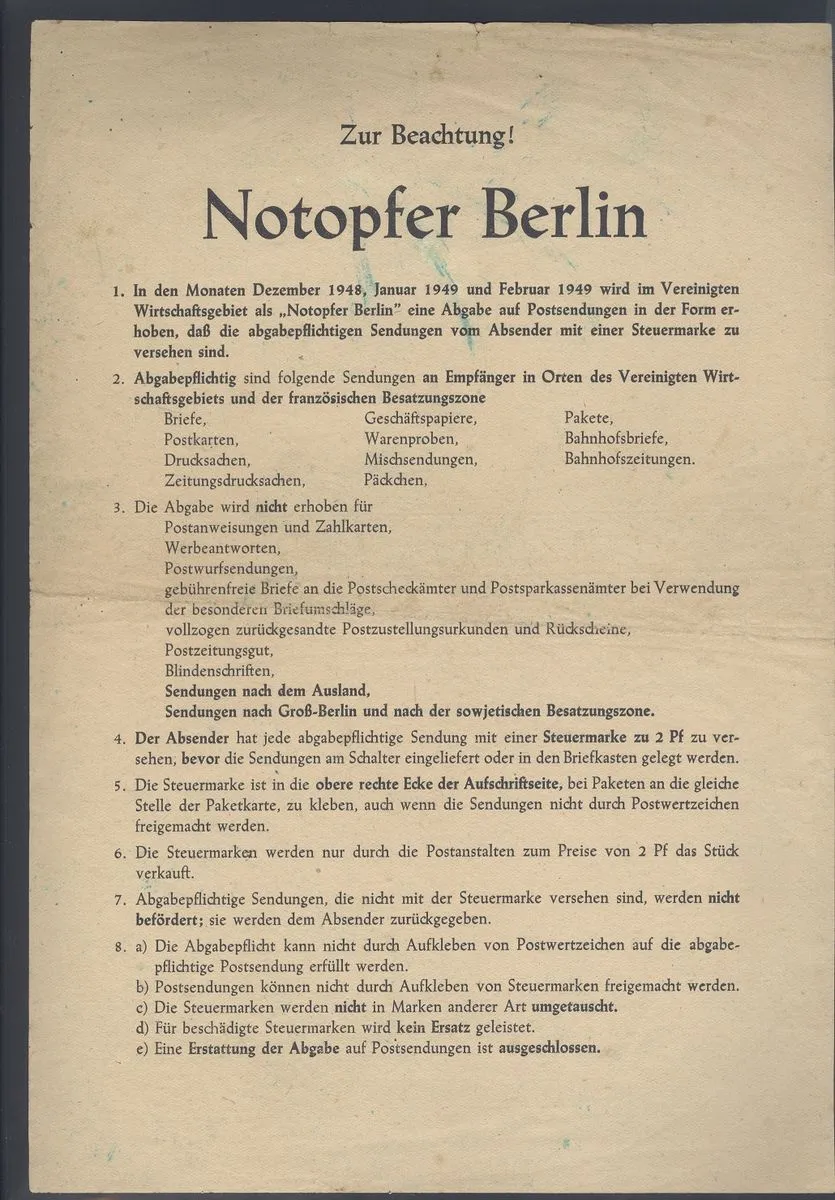 Zur Beachtung!
Notopfer Berlin
1. In den Monaten Dezember 1948, Januar 1949 und Februar 1949 wird im Vereinigten
Wirtschaftsgebiet als „Notopfer Berlin” eine Abgabe auf Postsendungen in der Form er-
hoben, daß die abgabepflichtigen Sendungen vom Absender mit einer Steuermarke zu
versehen sind.
2. Abgabepflichtig sind folgende Sendungen an Empfänger in Orten des Vereinigten Wirt-
schaftsgebiets und der französischen Besatzungszone
Briefe, Geschäftspapiere, Pakete,
Postkarten, Warenproben, Bahnhofsbriefe,
Drucksachen, Mischsendungen, Bahnhofszeitungen.
Zeitungsdrucksachen, Päckchen,
3. Die Abgabe wird nicht erhoben für
Postanweisungen und Zahlkarten,
Werbeantworten,
Postwurfsendungen,
gebührenfreie Briefe an die Postscheckämter und Postsparkassenämter bei Verwendung
der besonderen Briefumschläge,
vollzogen zurückgesandte Postzustellungsurkunden und Rückscheine,
Postzeitungsgut,
Blindenschriften,
Sendungen nach dem Ausland,
Sendungen nach Groß-Berlin und nach der sowjetischen Besatzungszone.
4. Der Absender hat jede abgabepflichtige Sendung mit einer Steuermarke zu 2 Pf zu ver-
sehen, bevor die Sendungen am Schalter eingeliefert oder in den Briefkasten gelegt werden.
5. Die Steuermarke ist in die obere rechte Ecke der Aufschriftseite, bei Paketen an die gleiche
Stelle der Paketkarte, zu kleben, auch wenn die Sendungen nicht durch Postwertzeichen
freigemacht werden.
6. Die Steuermarken werden nur durch die Postanstalten zum Preise von 2 Pf das Stück
verkauft.
7. Abgabepflichtige Sendungen, die nicht mit der Steuermarke versehen sind, werden nicht
befördert; sie werden dem Absender zurückgegeben.
8. a) Die Abgabepflicht kann nicht durch Aufkleben von Postwertzeichen auf die abgabe-
pflichtige Postsendung erfüllt werden.
b) Postsendungen können nicht durch Aufkleben von Steuermarken freigemacht werden.
c) Die Steuermarken werden nicht in Marken anderer Art umgetauscht.
d) Für beschädigte Steuermarken wird kein Ersatz geleistet.
e) Eine Erstattung der Abgabe auf Postsendungen ist ausgeschlossen.